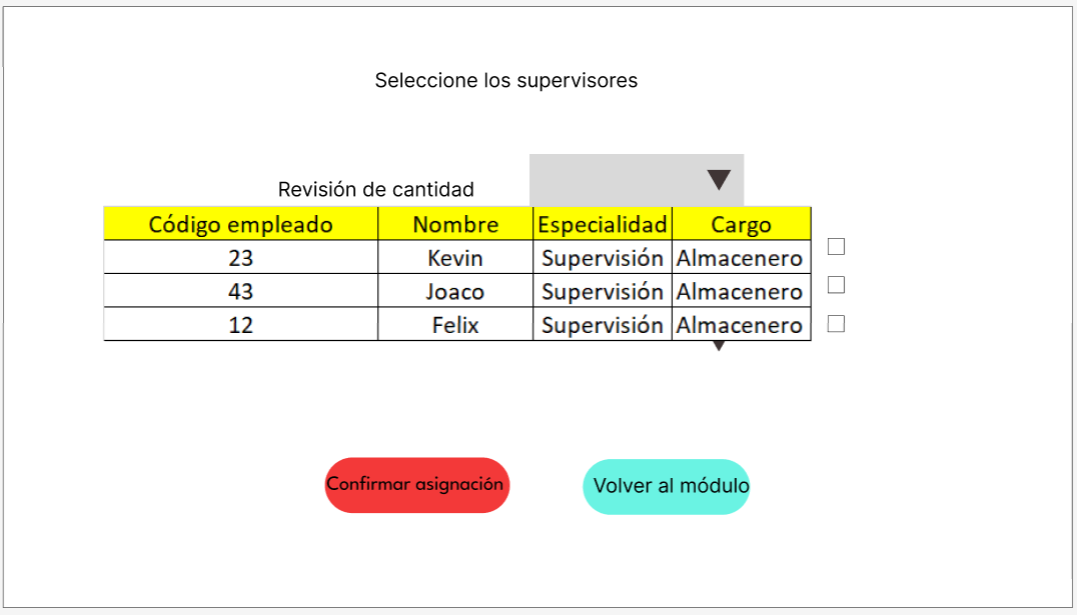 Seleccione los supervisores
Revisión de cantidad
Código empleado Nombre Especialidad Cargo
23 Kevin Supervisión Almacenero
43 Joaco Supervisión Almacenero
12 Felix Supervisión Almacenero
Confirmar asignación Volver al módulo